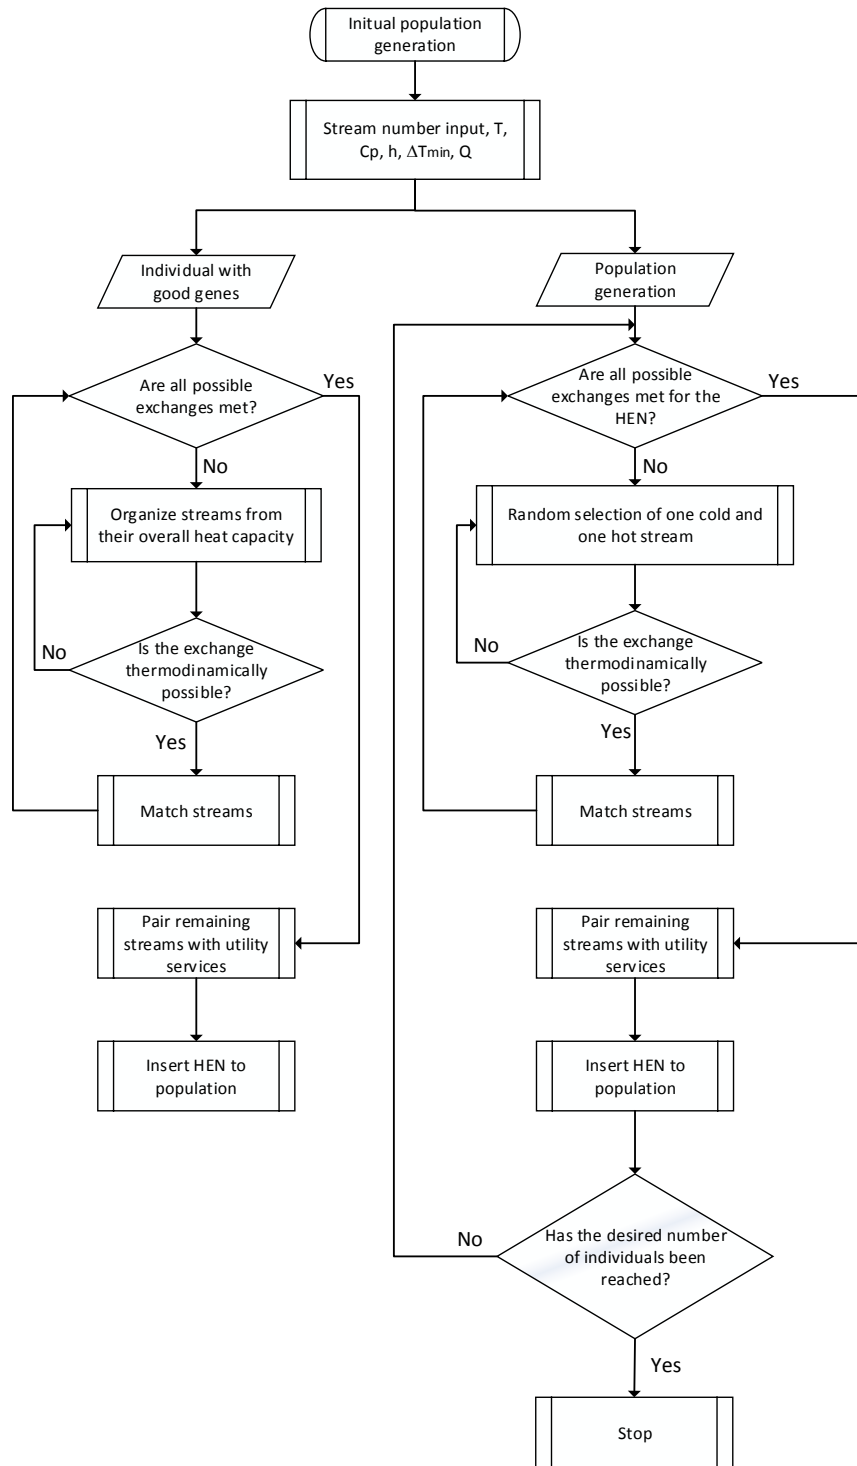 Initual population
generation
Stream number input, T,
Cp, h, ΔTmin, Q
Individual with
good genes
Are all possible
exchanges met?
Yes
No
Organize streams from
their overall heat capacity
Is the exchange
thermodinamically
possible?
No
Yes
Match streams
Pair remaining
streams with utility
services
Insert HEN to
population
Population
generation
Are all possible
exchanges met for the
HEN?
Yes
No
Random selection of one cold and
one hot stream
Is the exchange
thermodinamically
possible?
No
Yes
Match streams
Pair remaining
streams with utility
services
Insert HEN to
population
Has the desired number
of individuals been
reached?
No
Yes
Stop